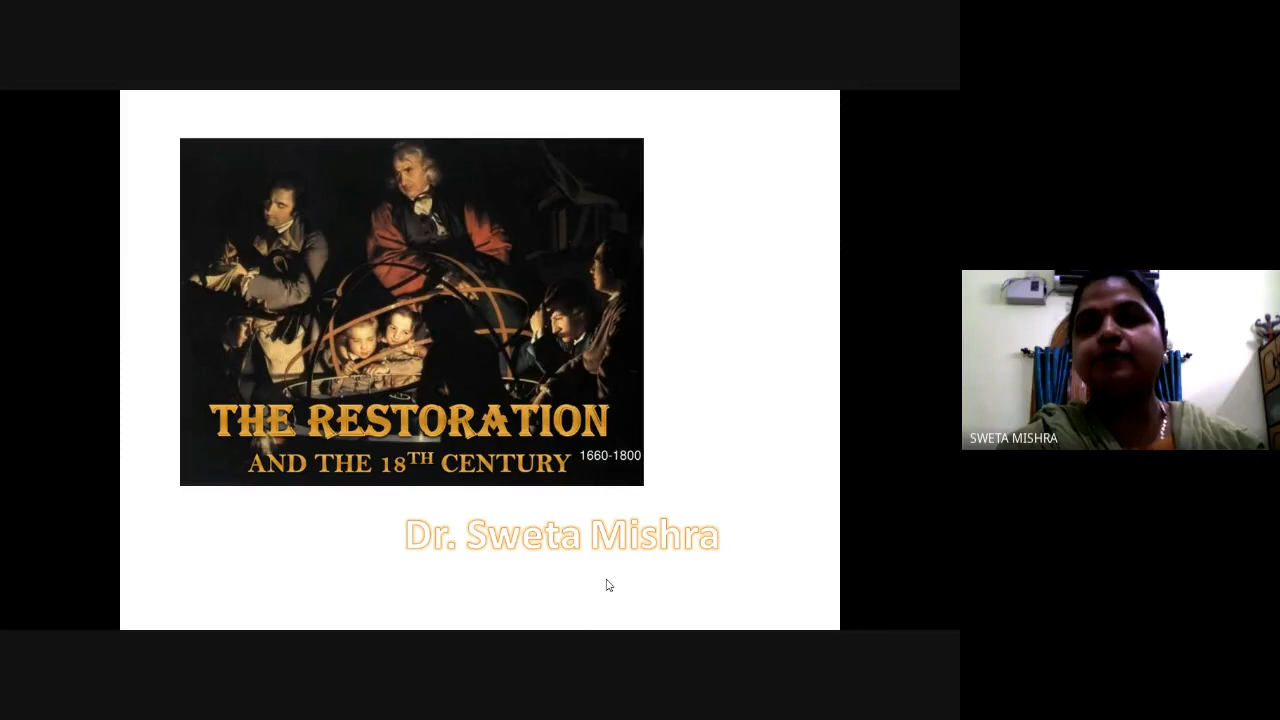 THE RESTORATION
AND THE 18TH CENTURY 1660-1800
Dr. Sweta Mishra
SWETA MISHRA